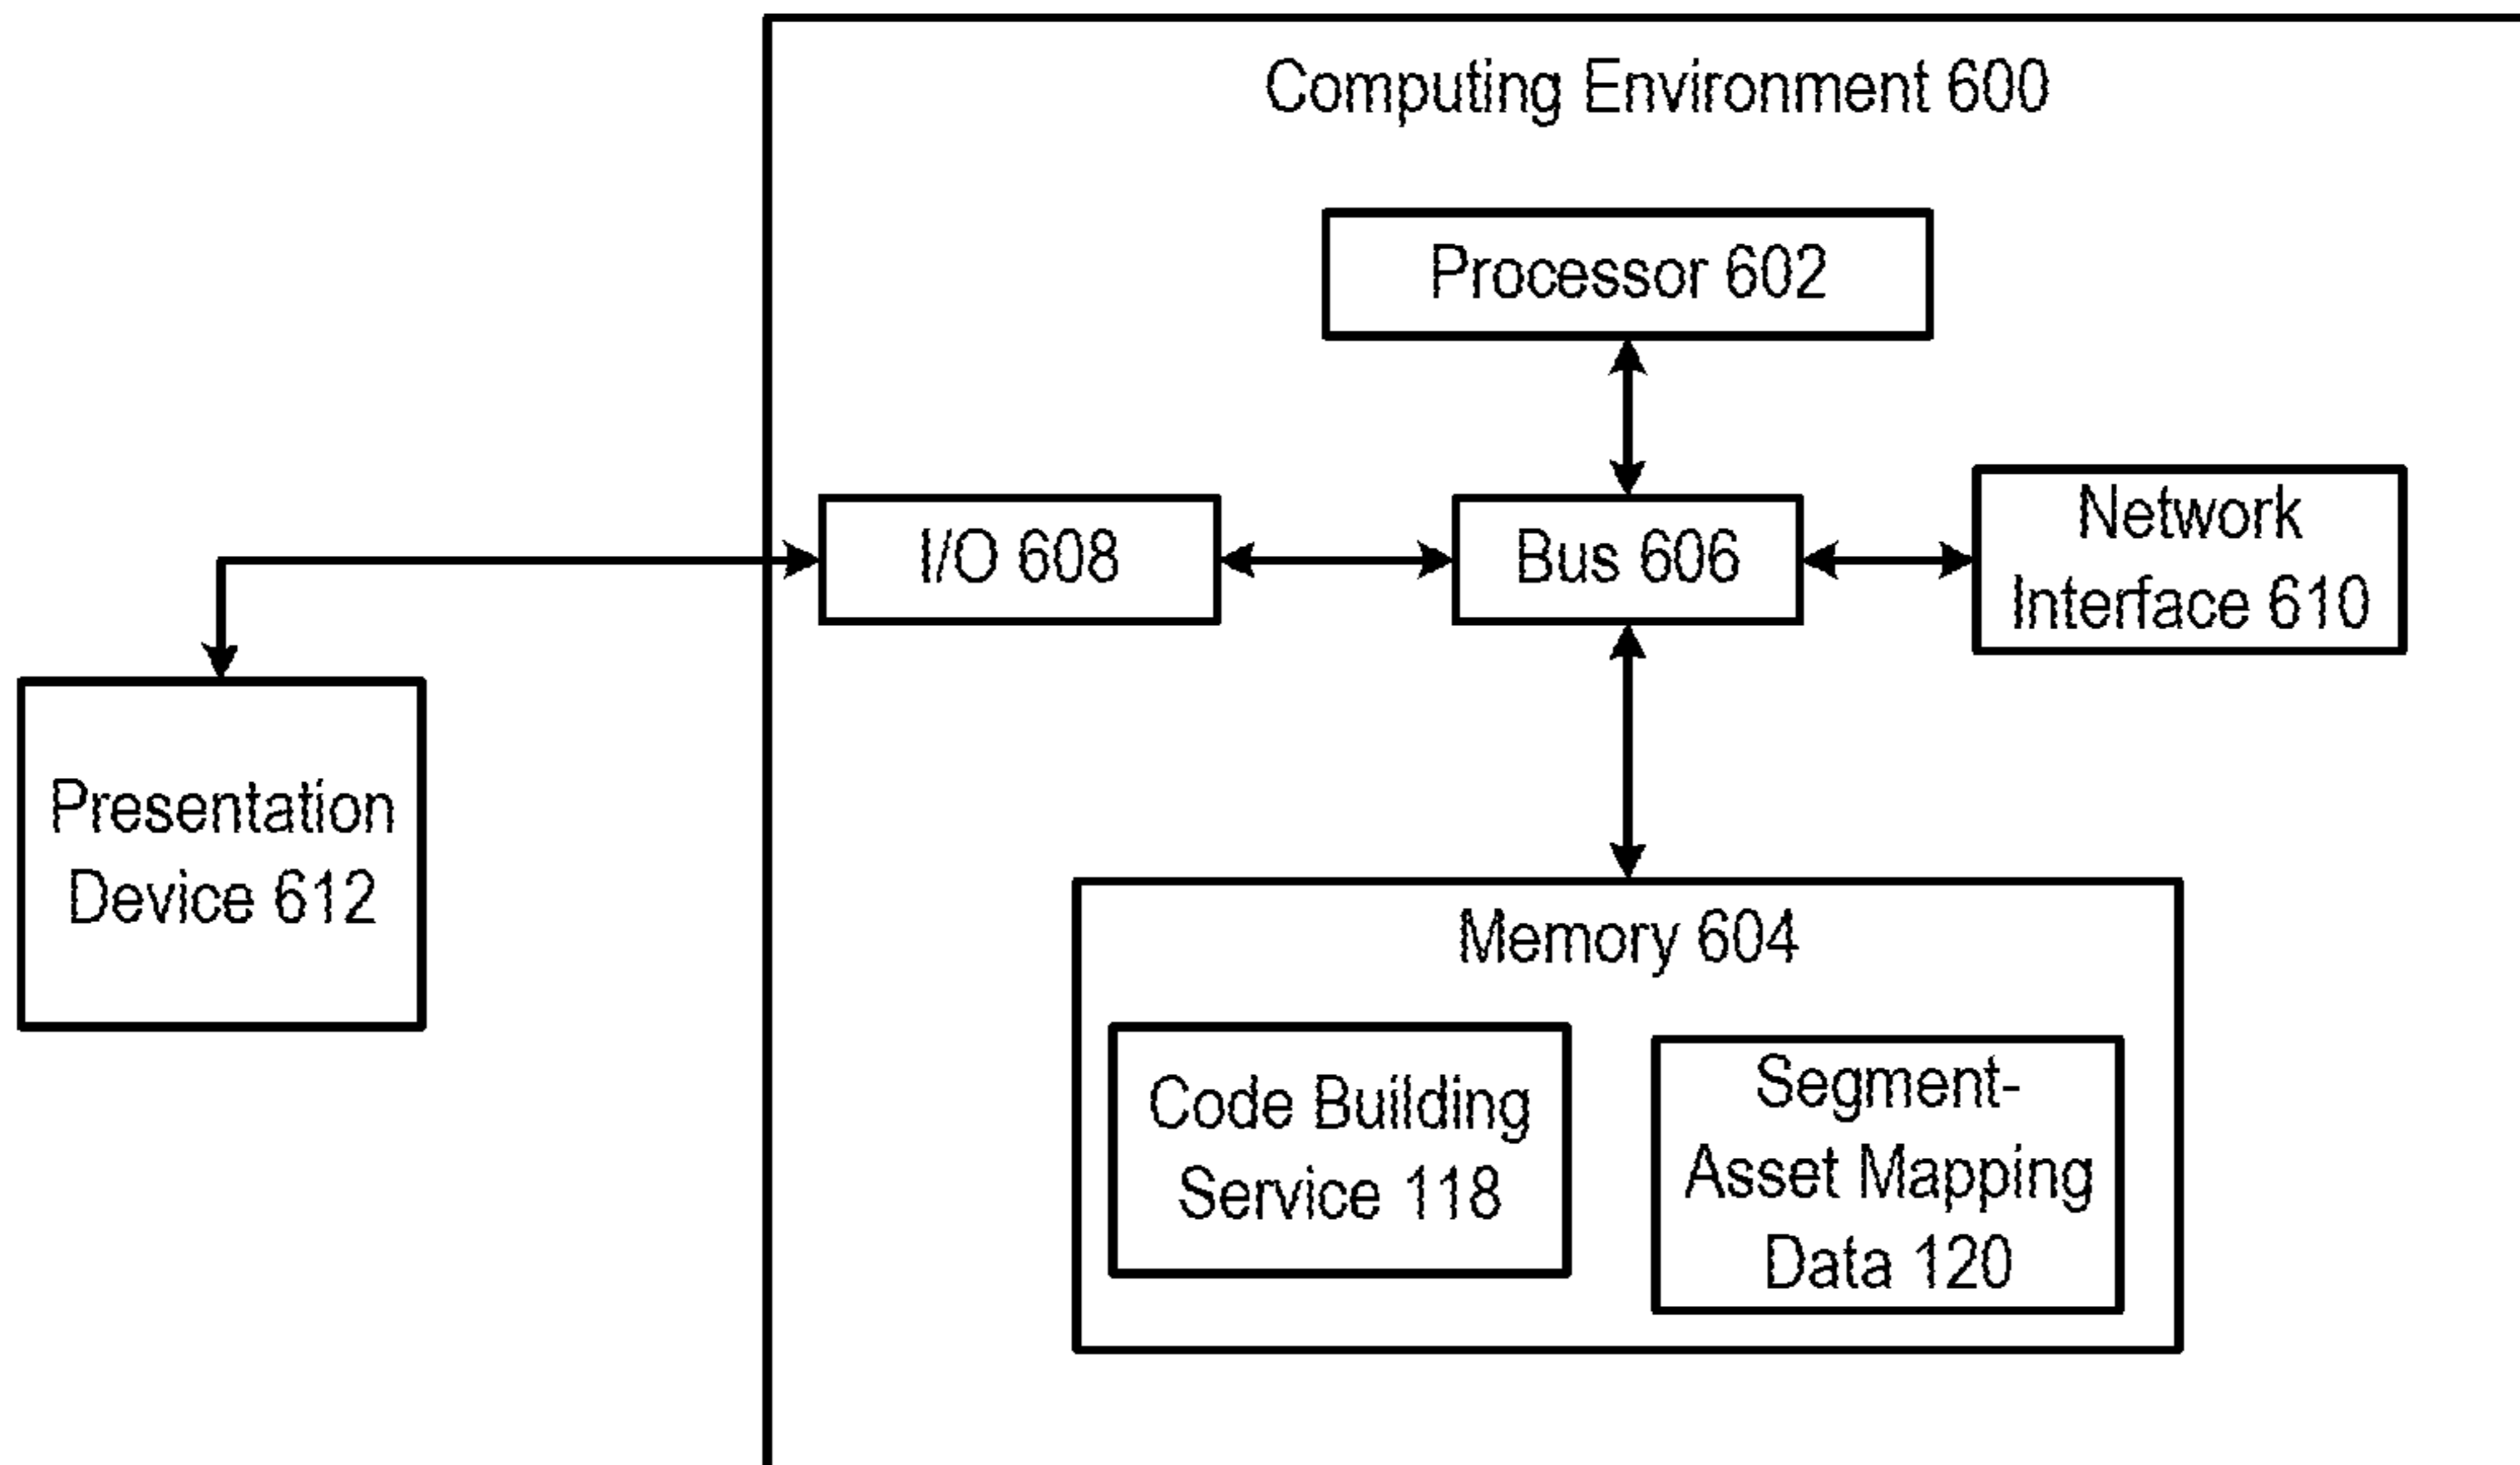 Computing Environment 600
Processor 602
I/O 608
Bus 606
Network
Interface 610
Presentation
Device 612
Memory 604
Code Building
Service 118
Segment-
Asset Mapping
Data 120